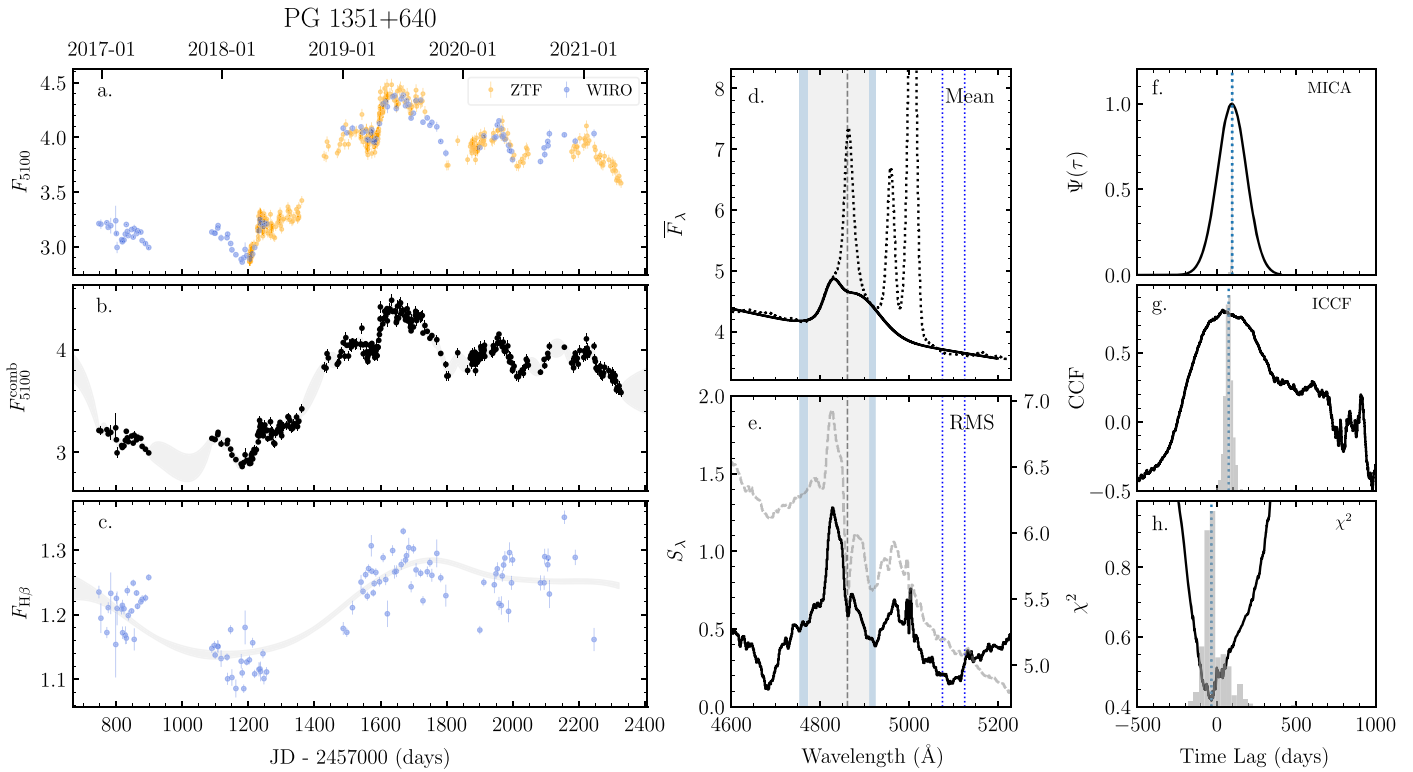 PG 1351+640
2017-01 2018-01 2019-01 2020-01 2021-01
a.
ZTF WIRO
4.5
4.0
3.5
3.0
F5100
b.
4
3
F5100comb
c.
1.3
1.2
1.1
FHβ
800 1000 1200 1400 1600 1800 2000 2200 2400
JD - 2457000 (days)
d.
Mean
8
7
6
5
4
F̅λ
e.
RMS
2.0
1.5
1.0
0.5
0.0
Sλ
7.0
6.5
6.0
5.5
5.0
χ2
4600 4800 5000 5200
Wavelength (Å)
f.
MICA
1.0
0.5
0.0
Ψ(τ)
g.
ICCF
0.5
0.0
−0.5
CCF
h.
χ2
0.8
0.6
0.4
−500 0 500 1000
Time Lag (days)